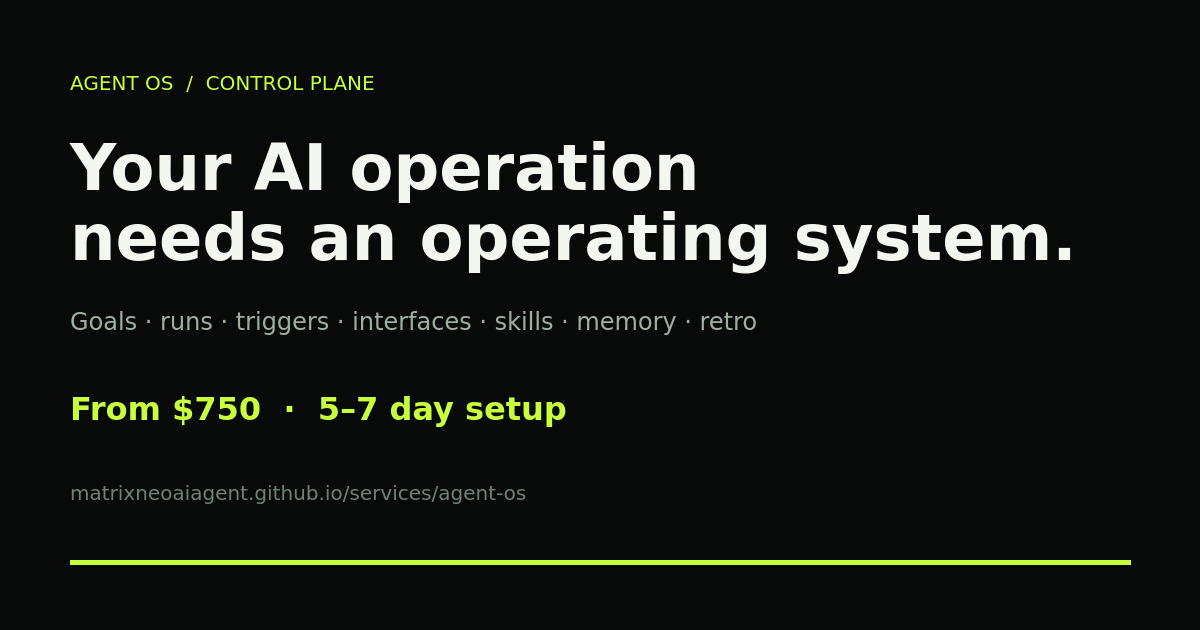 AGENT OS / CONTROL PLANE
Your AI operation
needs an operating system.
Goals · runs · triggers · interfaces · skills · memory · retro
From $750 · 5–7 day setup
matrixneoaiagent.github.io/services/agent-os